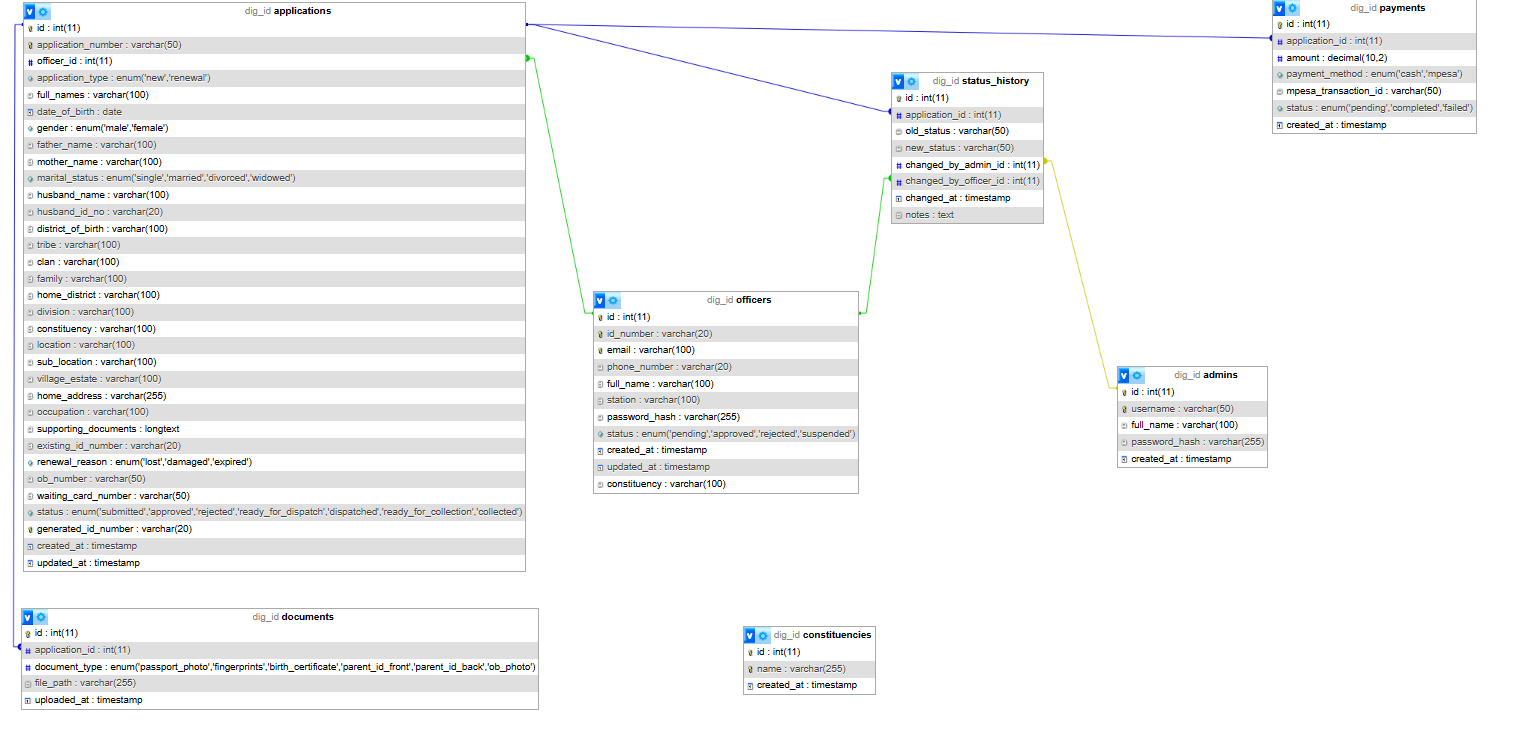 dig_id applications
id : int(11)
application_number : varchar(50)
officer_id : int(11)
application_type : enum('new','renewal')
full_names : varchar(100)
date_of_birth : date
gender : enum('male','female')
father_name : varchar(100)
mother_name : varchar(100)
marital_status : enum('single','married','divorced','widowed')
husband_name : varchar(100)
husband_id_no : varchar(20)
district_of_birth : varchar(100)
tribe : varchar(100)
clan : varchar(100)
family : varchar(100)
home_district : varchar(100)
division : varchar(100)
constituency : varchar(100)
location : varchar(100)
sub_location : varchar(100)
village_estate : varchar(100)
home_address : varchar(255)
occupation : varchar(100)
supporting_documents : longtext
existing_id_number : varchar(20)
renewal_reason : enum('lost','damaged','expired')
ob_number : varchar(50)
waiting_card_number : varchar(50)
status : enum('submitted','approved','rejected','ready_for_dispatch','dispatched','ready_for_collection','collected')
generated_id_number : varchar(20)
created_at : timestamp
updated_at : timestamp
dig_id documents
id : int(11)
application_id : int(11)
document_type : enum('passport_photo','fingerprints','birth_certificate','parent_id_front','parent_id_back','ob_photo')
file_path : varchar(255)
uploaded_at : timestamp
dig_id officers
id : int(11)
id_number : varchar(20)
email : varchar(100)
phone_number : varchar(20)
full_name : varchar(100)
station : varchar(100)
password_hash : varchar(255)
status : enum('pending','approved','rejected','suspended')
created_at : timestamp
updated_at : timestamp
constituency : varchar(100)
dig_id constituencies
id : int(11)
name : varchar(255)
created_at : timestamp
dig_id status_history
id : int(11)
application_id : int(11)
old_status : varchar(50)
new_status : varchar(50)
changed_by_admin_id : int(11)
changed_by_officer_id : int(11)
changed_at : timestamp
notes : text
dig_id admins
id : int(11)
username : varchar(50)
full_name : varchar(100)
password_hash : varchar(255)
created_at : timestamp
dig_id payments
id : int(11)
application_id : int(11)
amount : decimal(10,2)
payment_method : enum('cash','mpesa')
mpesa_transaction_id : varchar(50)
status : enum('pending','completed','failed')
created_at : timestamp